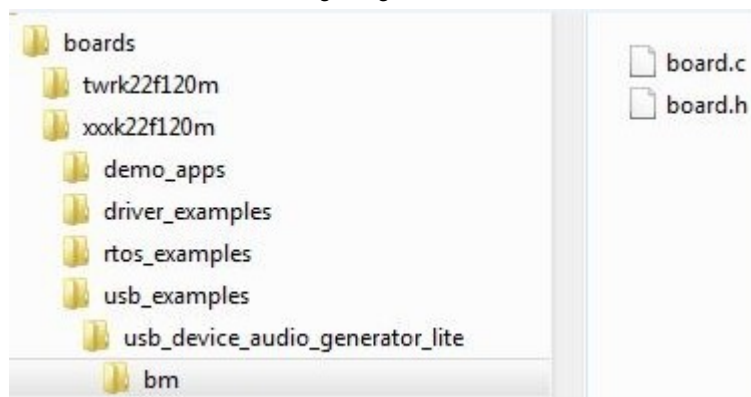 boards
twrk22f120m
xxxk22f120m
demo_apps
driver_examples
rtos_examples
usb_examples
usb_device_audio_generator_lite
bm
board.c
board.h